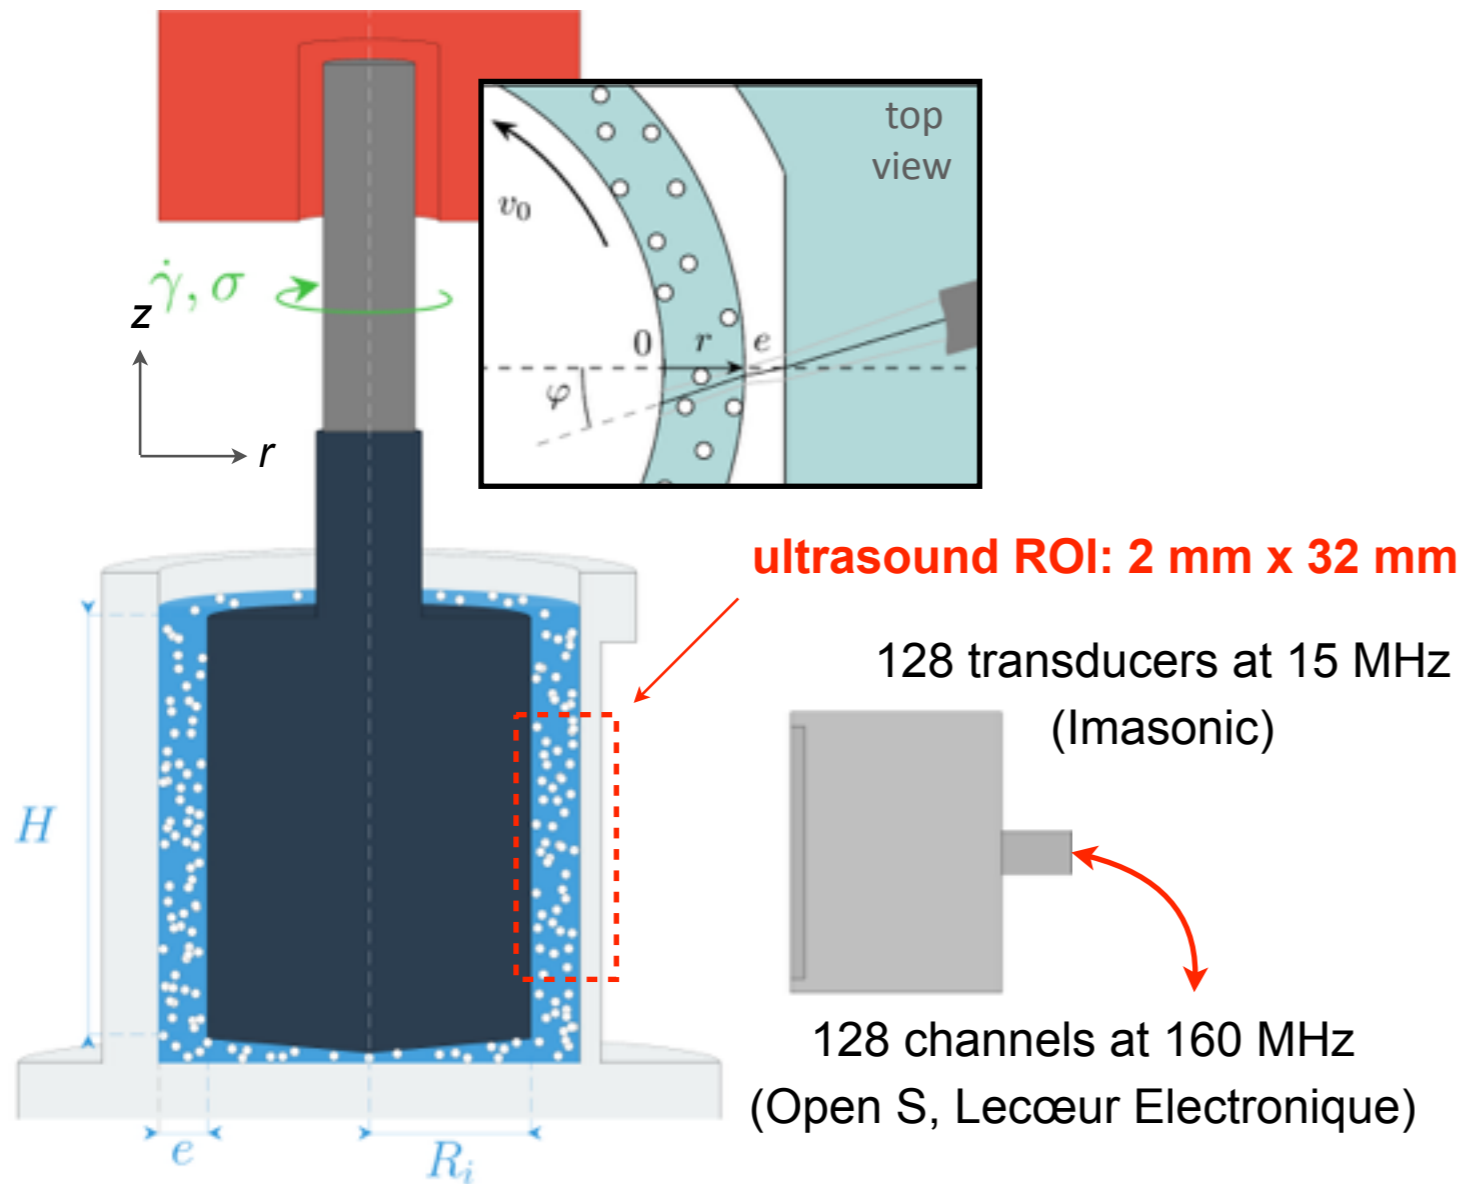 top
view
v₀
γ̇, σ
z
0
r
e
φ
r
ultrasound ROI: 2 mm x 32 mm
128 transducers at 15 MHz
(Imasonic)
H
128 channels at 160 MHz
(Open S, Lecœur Electronique)
e
Rᵢ